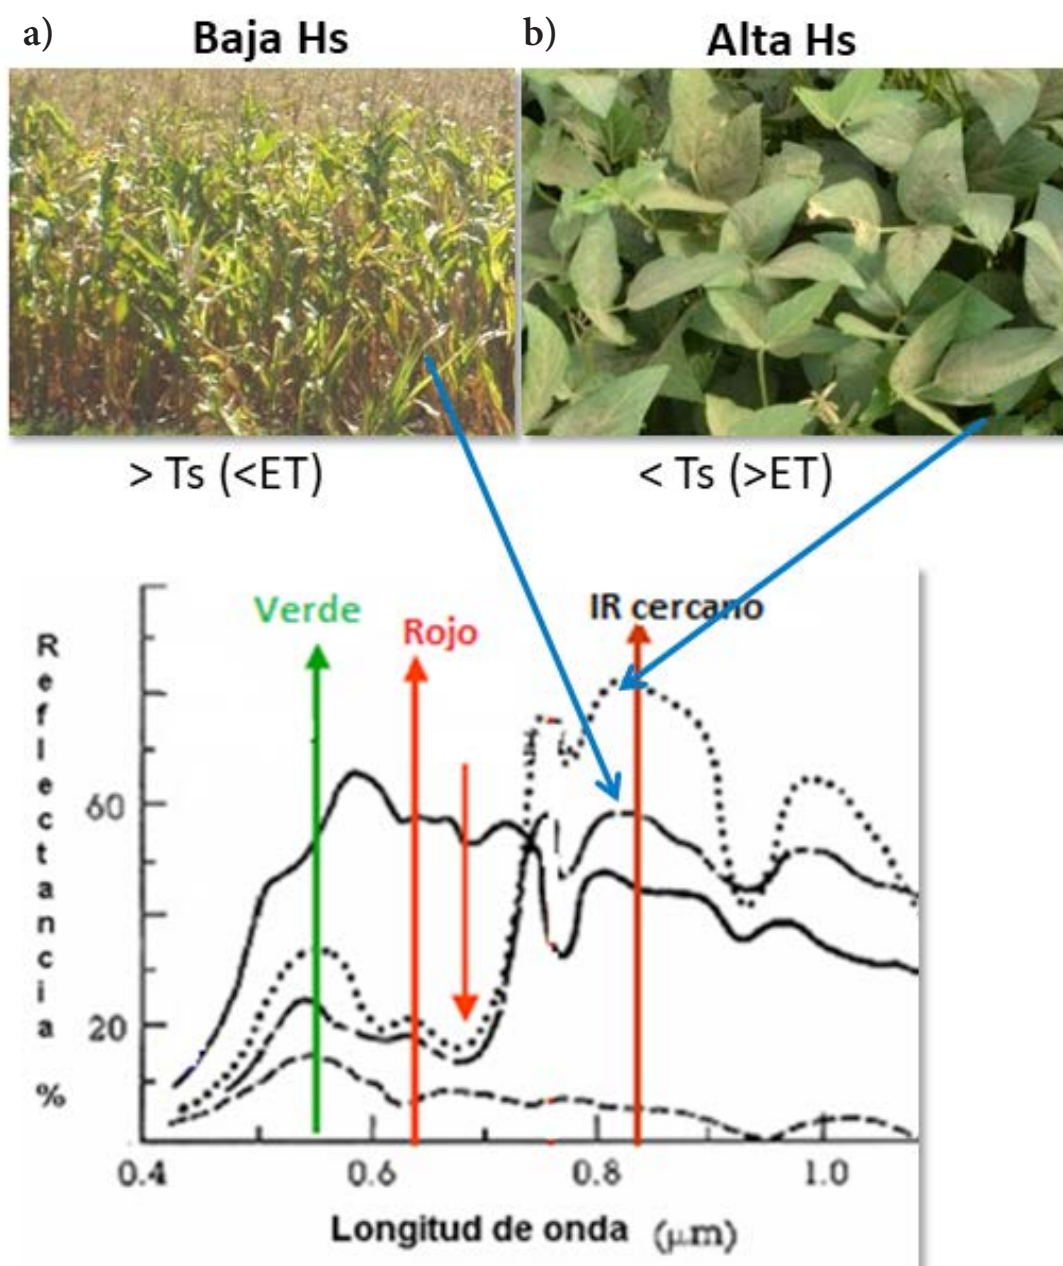 a)
Baja Hs
b)
Alta Hs
> Ts (<ET)
< Ts (>ET)
Verde
Rojo
IR cercano
Reflectancia %
60
20
0.4
0.6
0.8
1.0
Longitud de onda (μm)